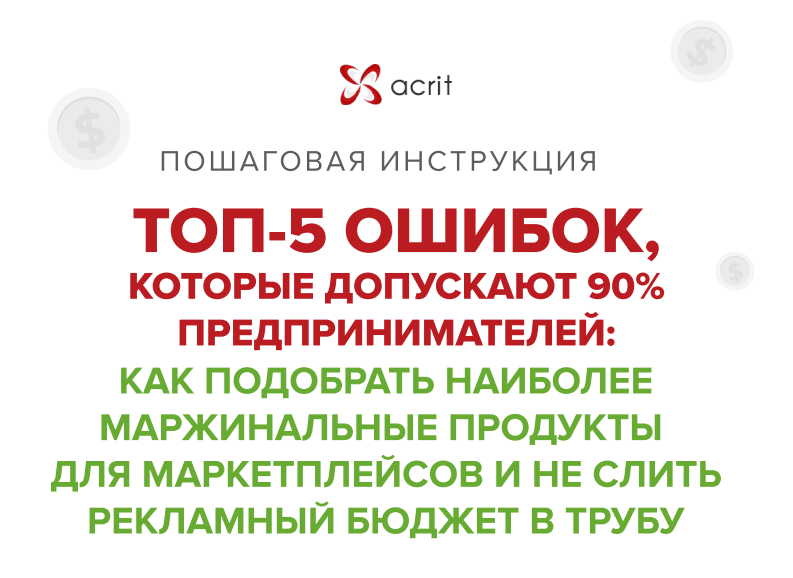 acrit
ПОШАГОВАЯ ИНСТРУКЦИЯ
ТОП-5 ОШИБОК,
КОТОРЫЕ ДОПУСКАЮТ 90%
ПРЕДПРИНИМАТЕЛЕЙ:
КАК ПОДОБРАТЬ НАИБОЛЕЕ
МАРЖИНАЛЬНЫЕ ПРОДУКТЫ
ДЛЯ МАРКЕТПЛЕЙСОВ И НЕ СЛИТЬ
РЕКЛАМНЫЙ БЮДЖЕТ В ТРУБУ